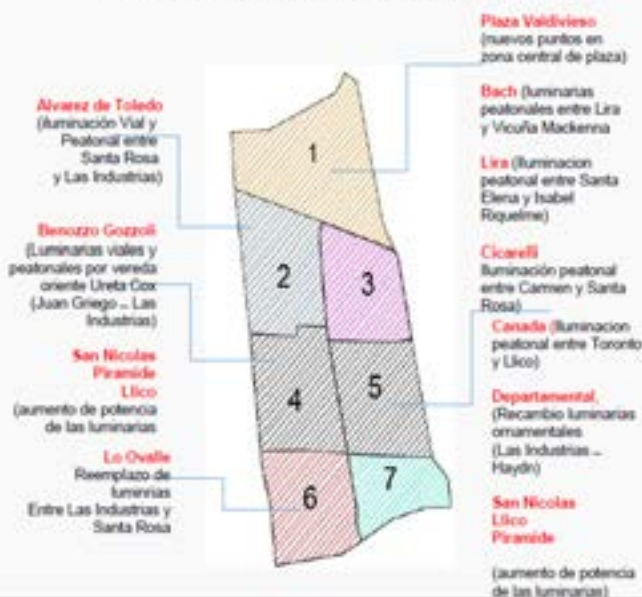 Plaza Valdivieso
(nuevos puntos en
zona central de plaza)
Bach (luminarias
peatonales entre Lira
y Vicuña Mackenna
Lira (Iluminacion
peatonal entre Santa
Elena y Isabel
Riquelme)
Cicarelli
Iluminación peatonal
entre Carmen y Santa
Rosa)
Canada (Iluminacion
peatonal entre Toronto
y Llico)
Departamental,
(Recambio luminarias
ornamentales
(Las Industrias –
Haydn)
San Nicolas
Llico
Piramide
(aumento de potencia
de las luminarias)
Alvarez de Toledo
(iluminación Vial y
Peatonal entre
Santa Rosa
y Las Industrias)
Benozzo Gozzoli
(Luminarias viales y
peatonales por vereda
oriente Ureta Cox
(Juan Griego – Las
Industrias)
San Nicolas
Piramide
Llico
(aumento de potencia
de las luminarias
Lo Ovalle
Reemplazo de
luminrias
Entre Las Industrias y
Santa Rosa
1
2
3
4
5
6
7